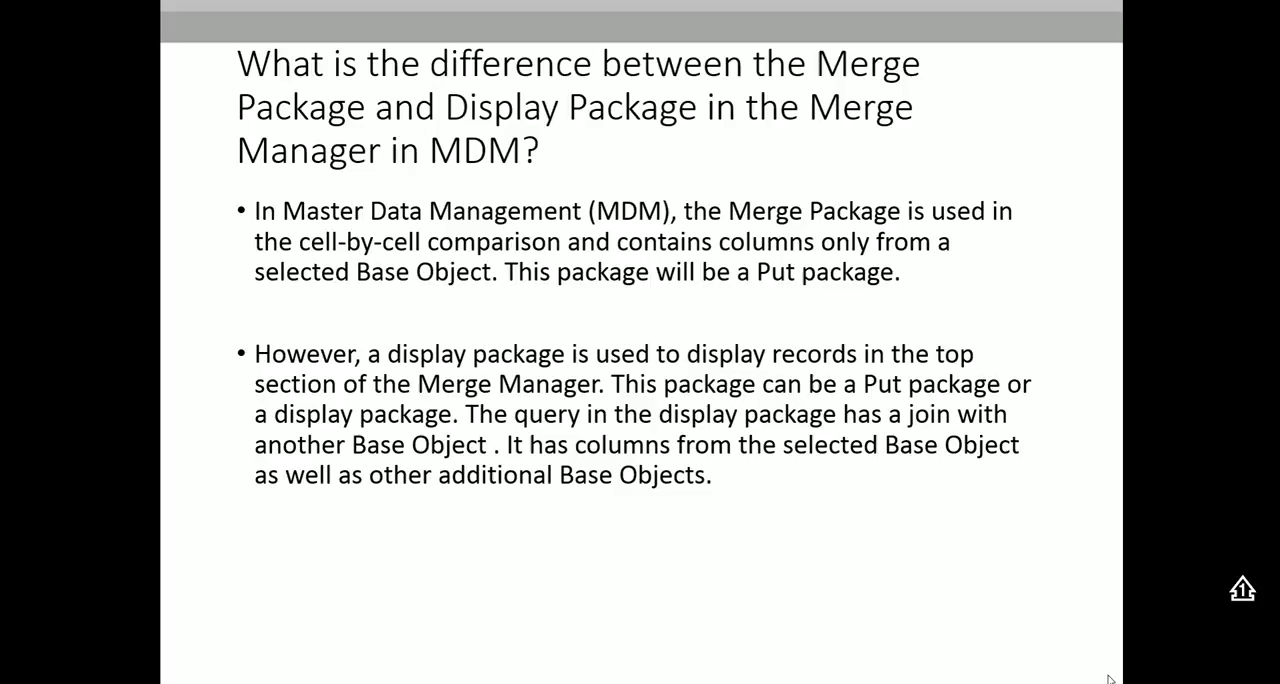 What is the difference between the Merge
Package and Display Package in the Merge
Manager in MDM?
• In Master Data Management (MDM), the Merge Package is used in
the cell-by-cell comparison and contains columns only from a
selected Base Object. This package will be a Put package.
• However, a display package is used to display records in the top
section of the Merge Manager. This package can be a Put package or
a display package. The query in the display package has a join with
another Base Object . It has columns from the selected Base Object
as well as other additional Base Objects.
1